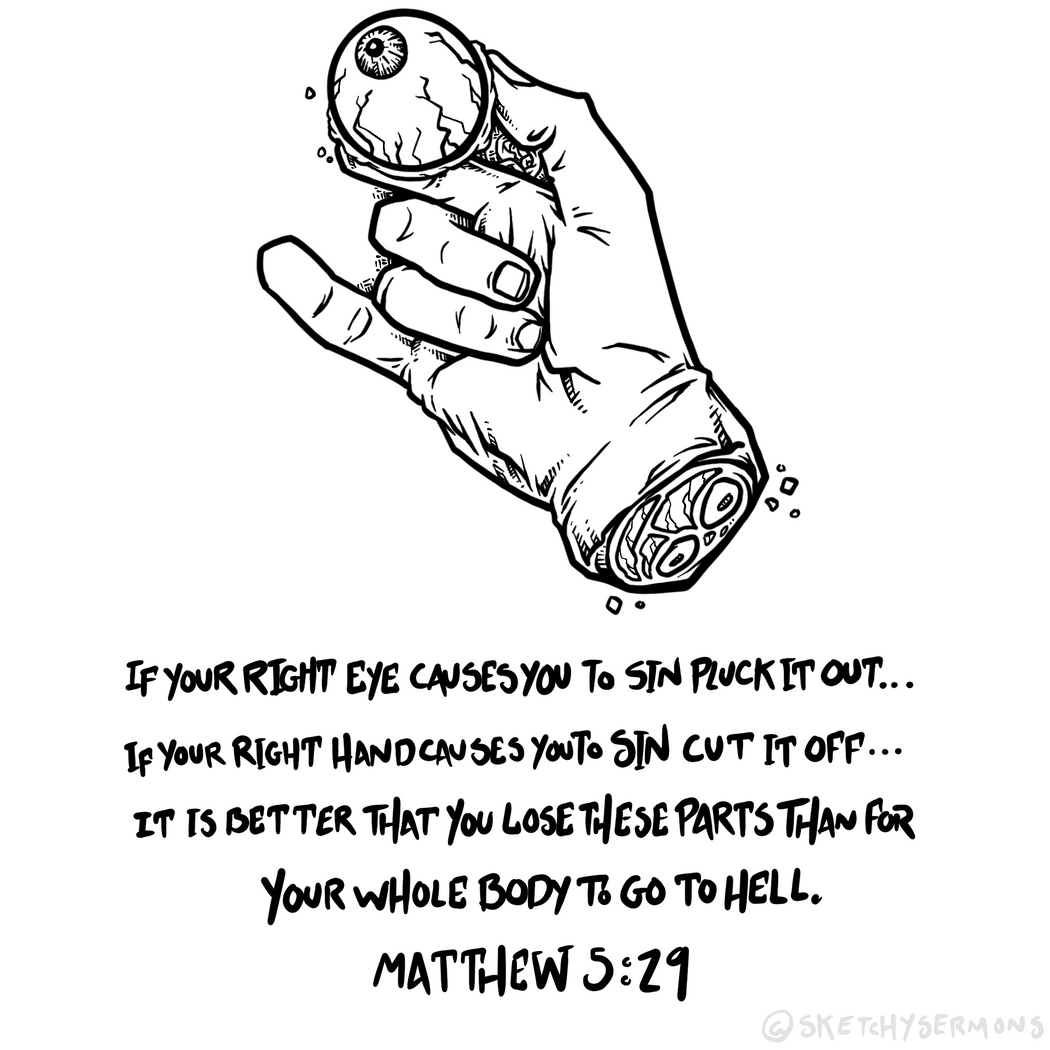 IF YOUR RIGHT EYE CAUSES YOU TO SIN PLUCK IT OUT...
IF YOUR RIGHT HAND CAUSES YOU TO SIN CUT IT OFF...
IT IS BETTER THAT YOU LOSE THESE PARTS THAN FOR
YOUR WHOLE BODY TO GO TO HELL.
MATTHEW 5:29
©SKETCHYSERMONS